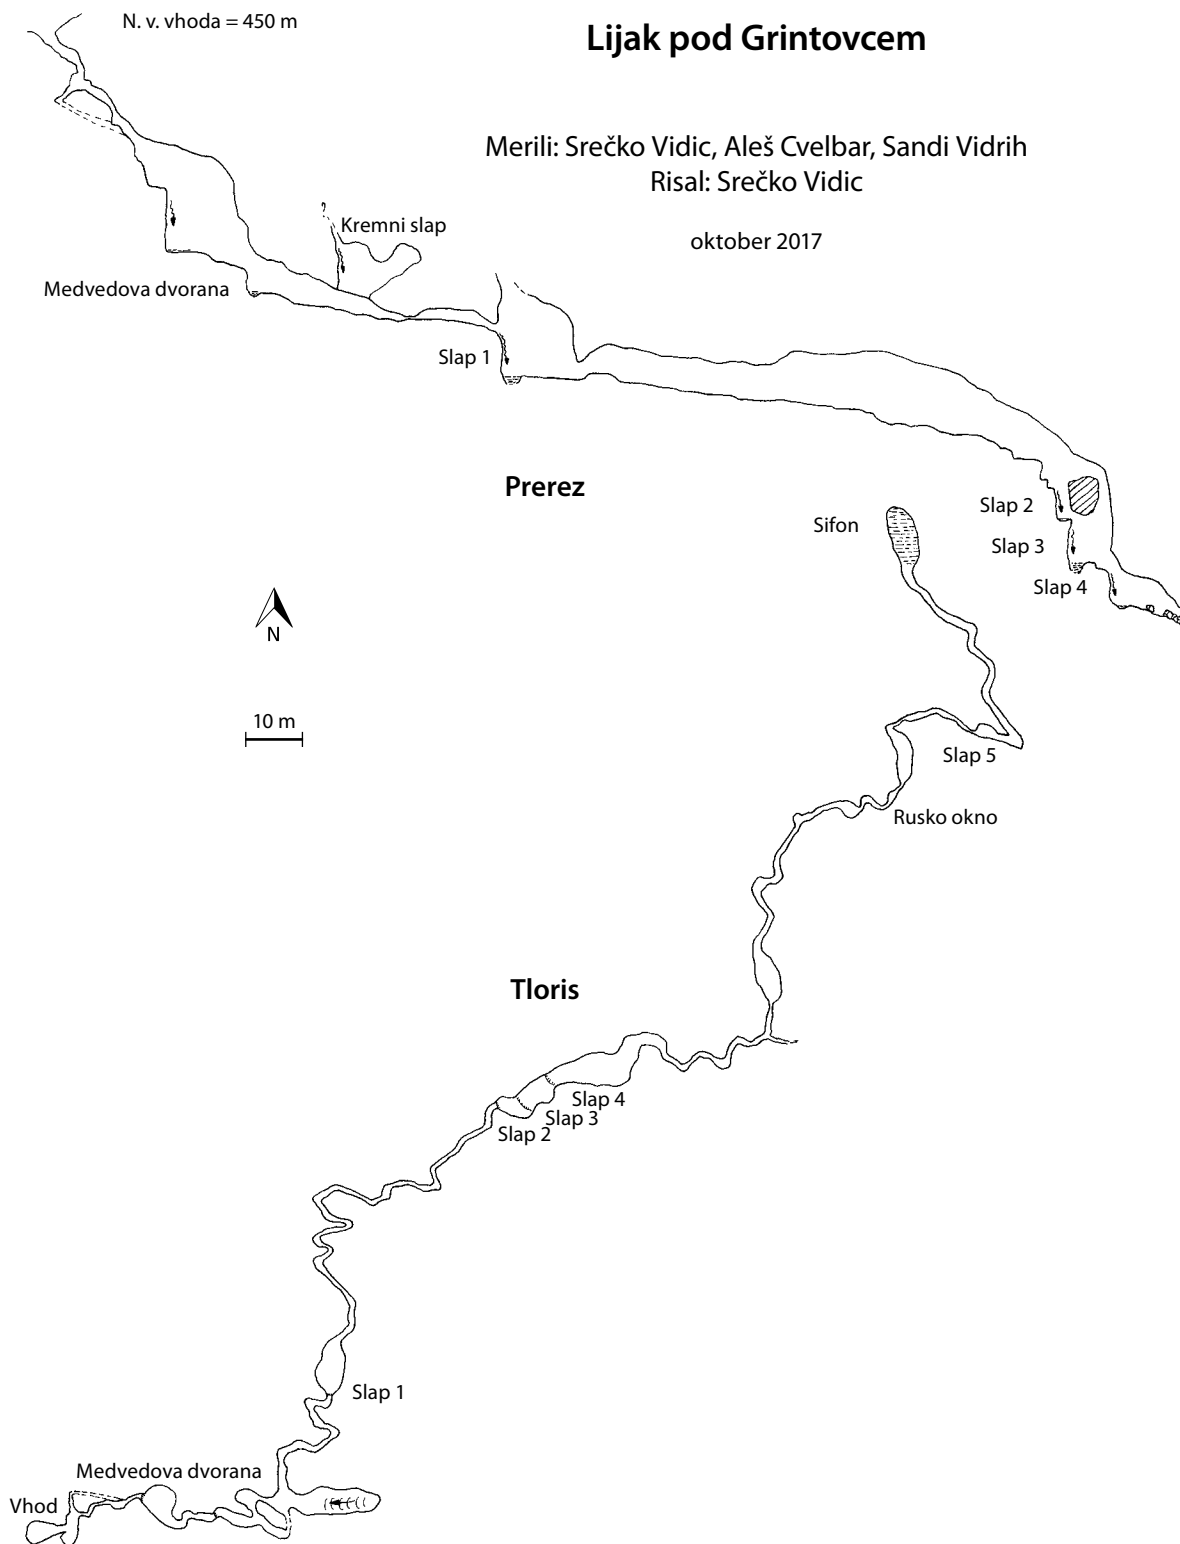 N. v. vhoda = 450 m
Lijak pod Grintovcem
Merili: Srečko Vidic, Aleš Cvelbar, Sandi Vidrih
Risal: Srečko Vidic
oktober 2017
Kremni slap
Medvedova dvorana
Slap 1
Prerez
Slap 2
Sifon
Slap 3
Slap 4
N
10 m
Slap 5
Rusko okno
Tloris
Slap 4
Slap 3
Slap 2
Slap 1
Medvedova dvorana
Vhod